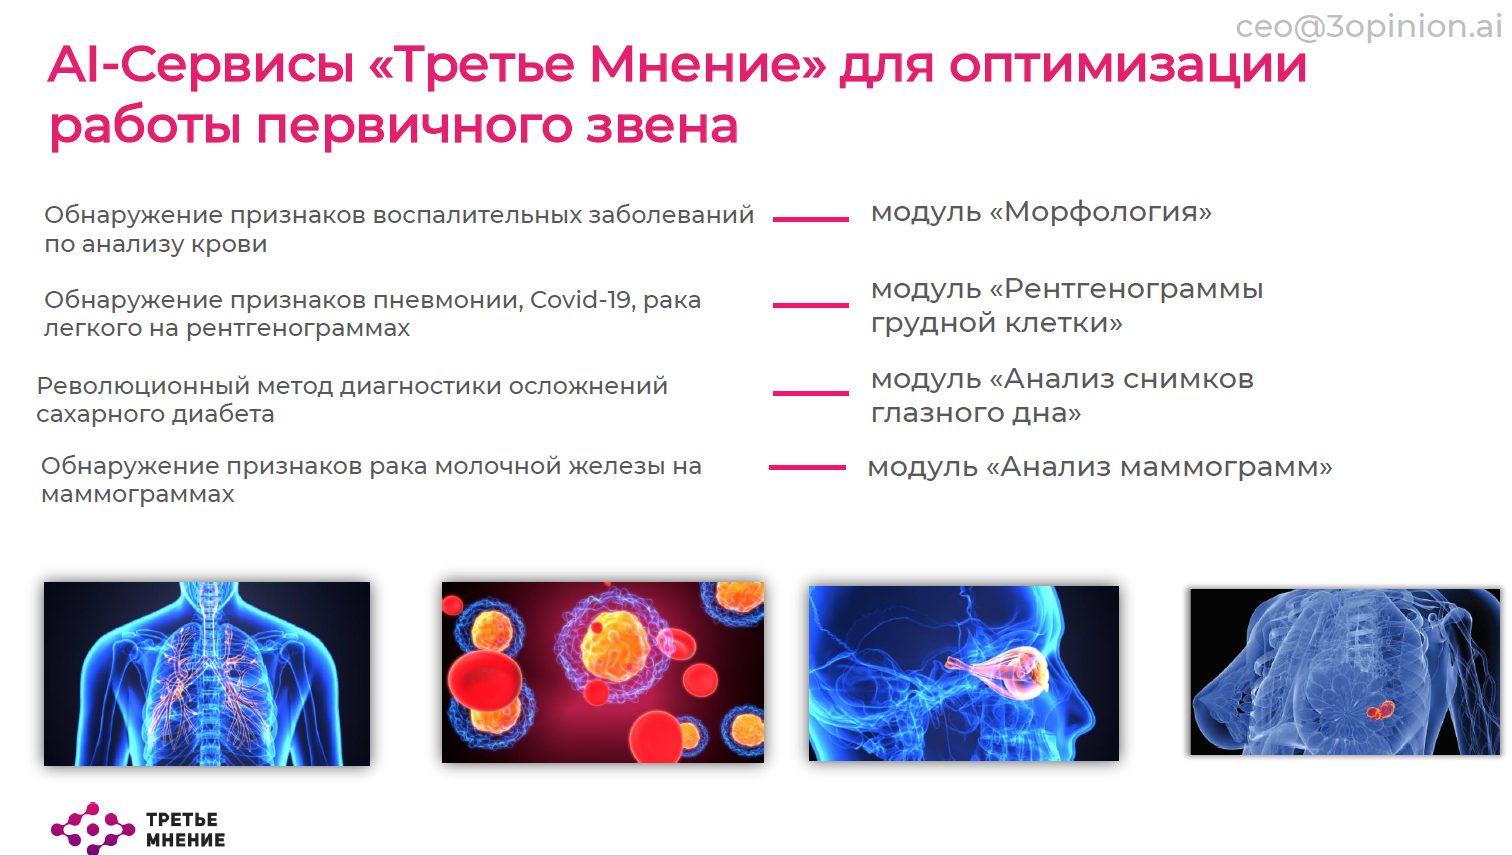 ceo@3opinion.ai
AI-Сервисы «Третье Мнение» для оптимизации
работы первичного звена
Обнаружение признаков воспалительных заболеваний
по анализу крови
модуль «Морфология»
Обнаружение признаков пневмонии, Covid-19, рака
легкого на рентгенограммах
модуль «Рентгенограммы
грудной клетки»
Революционный метод диагностики осложнений
сахарного диабета
модуль «Анализ снимков
глазного дна»
Обнаружение признаков рака молочной железы на
маммограммах
модуль «Анализ маммограмм»
ТРЕТЬЕ
МНЕНИЕ